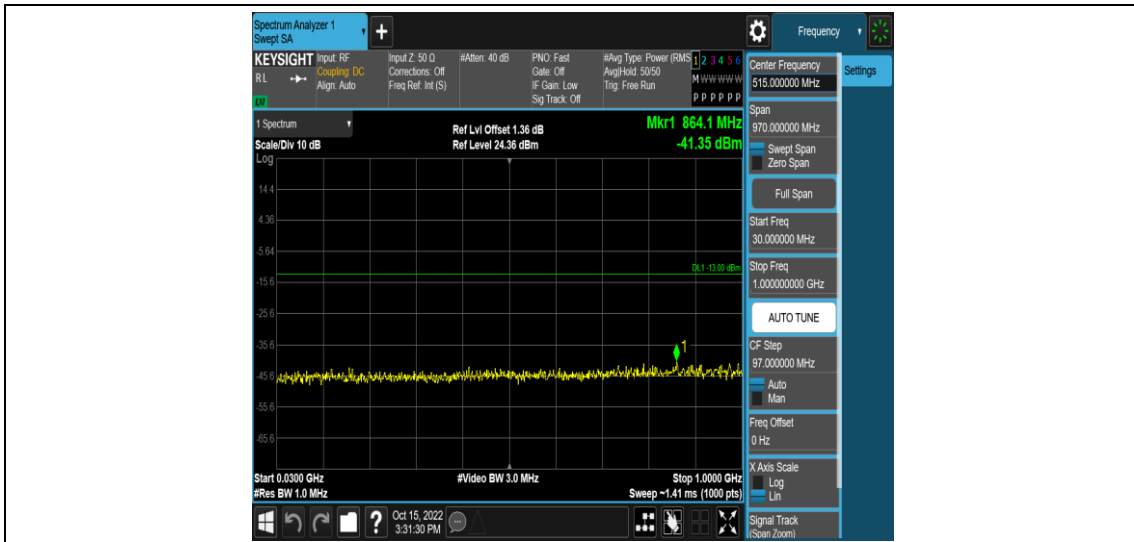 Spectrum Analyzer 1
Swept SA
+
Frequency
KEYSIGHT
RL
LXI
Input: RF
Coupling: DC
Align: Auto
Input Z: 50 Ω
Corrections: Off
Freq Ref: Int (S)
#Atten: 40 dB
PNO: Fast
Gate: Off
IF Gain: Low
Sig Track: Off
#Avg Type: Power (RMS
Avg|Hold: 50/50
Trig: Free Run
1 2 3 4 5 6
M W W W W W
P P P P P P
Center Frequency
515.000000 MHz
Settings
1 Spectrum
Scale/Div 10 dB
Ref Lvl Offset 1.36 dB
Ref Level 24.36 dBm
Mkr1 864.1 MHz
-41.35 dBm
Log
14.4
4.36
-5.64
-15.6
-25.6
-35.6
-45.6
-55.6
-65.6
DL1 -13.00 dBm
1
Span
970.000000 MHz
Swept Span
Zero Span
Full Span
Start Freq
30.000000 MHz
Stop Freq
1.000000000 GHz
AUTO TUNE
CF Step
97.000000 MHz
Auto
Man
Freq Offset
0 Hz
X Axis Scale
Log
Lin
Signal Track
(Span Zoom)
Start 0.0300 GHz
#Res BW 1.0 MHz
#Video BW 3.0 MHz
Stop 1.0000 GHz
Sweep ~1.41 ms (1000 pts)
?
Oct 15, 2022
3:31:30 PM